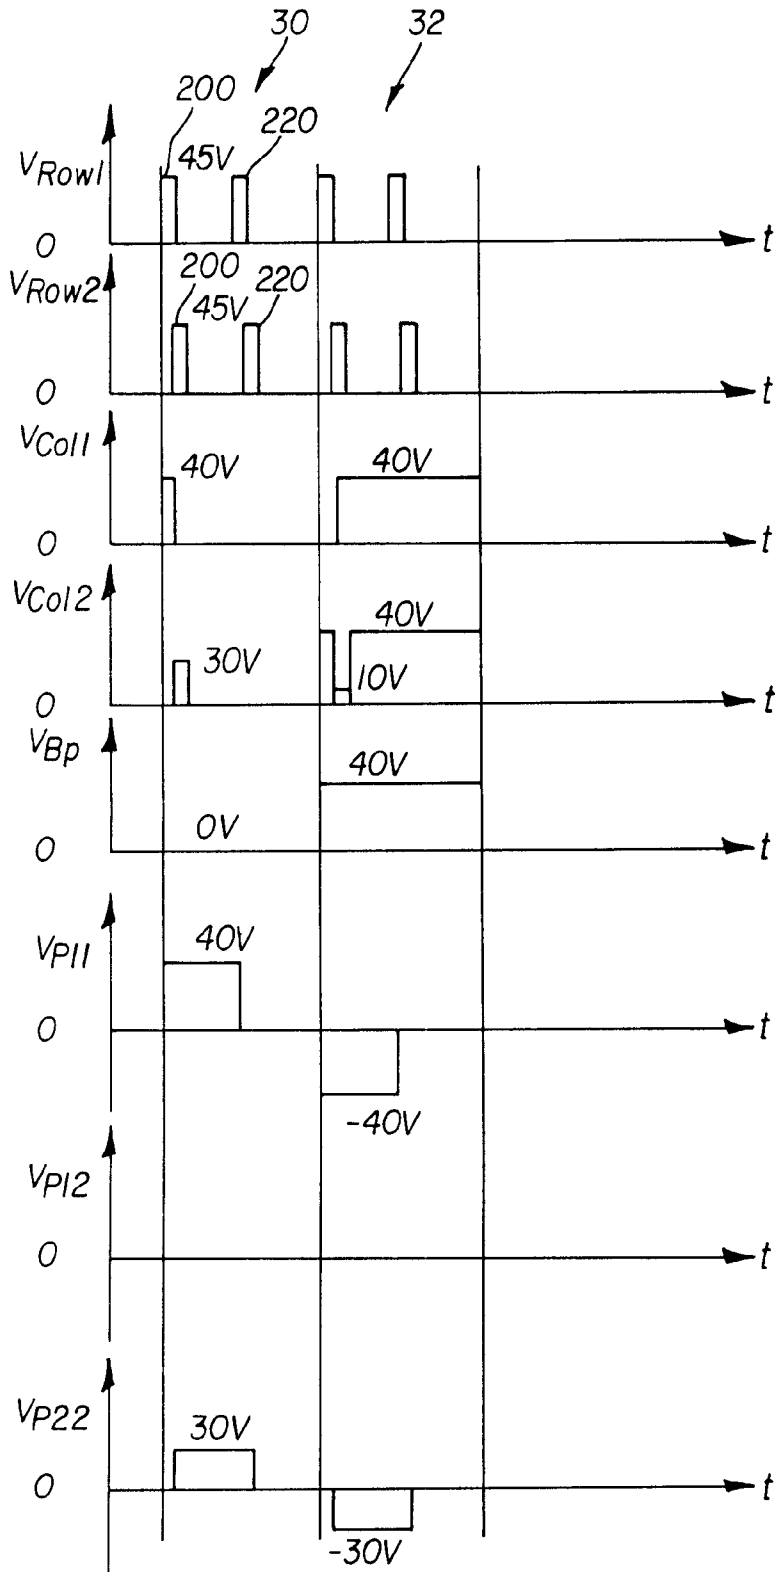 30 32
200 220
VRow1 45V
0 t
200 220
VRow2 45V
0 t
VCol1 40V 40V
0 t
VCol2 40V
30V 10V
0 t
VBp 40V
0V
0 t
VP11 40V
0 t
-40V
VP12
0 t
VP22 30V
0 t
-30V